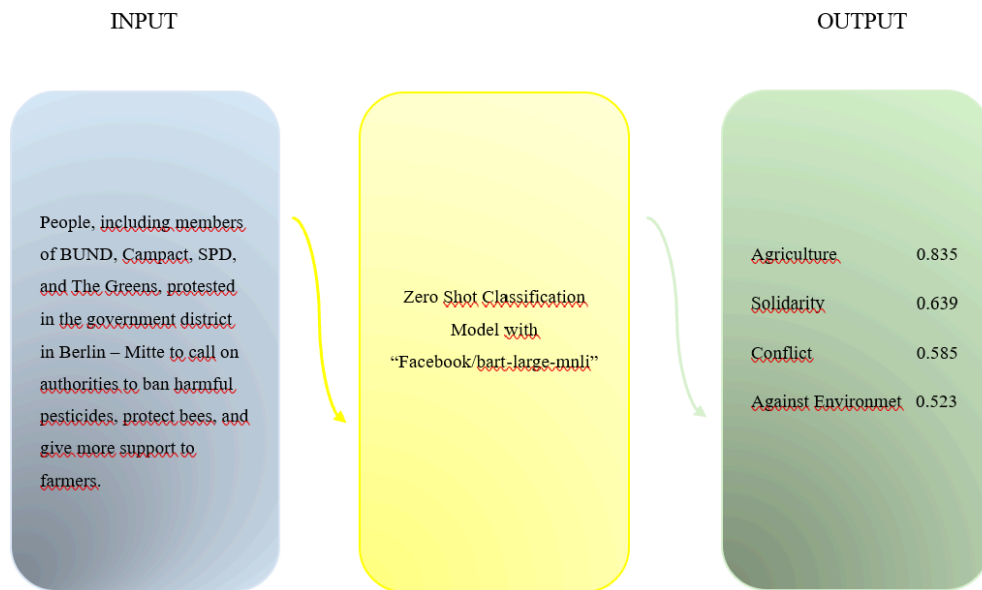 INPUT
OUTPUT
People, including members
of BUND, Campact, SPD,
and The Greens, protested
in the government district
in Berlin – Mitte to call on
authorities to ban harmful
pesticides, protect bees, and
give more support to
farmers.
Zero Shot Classification
Model with
“Facebook/bart-large-mnli”
Agriculture 0.835
Solidarity 0.639
Conflict 0.585
Against Environmet 0.523